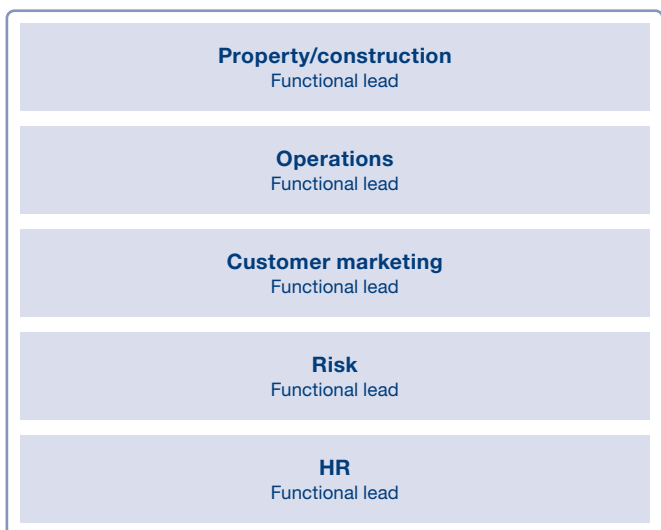 Property/construction
Functional lead
Operations
Functional lead
Customer marketing
Functional lead
Risk
Functional lead
HR
Functional lead